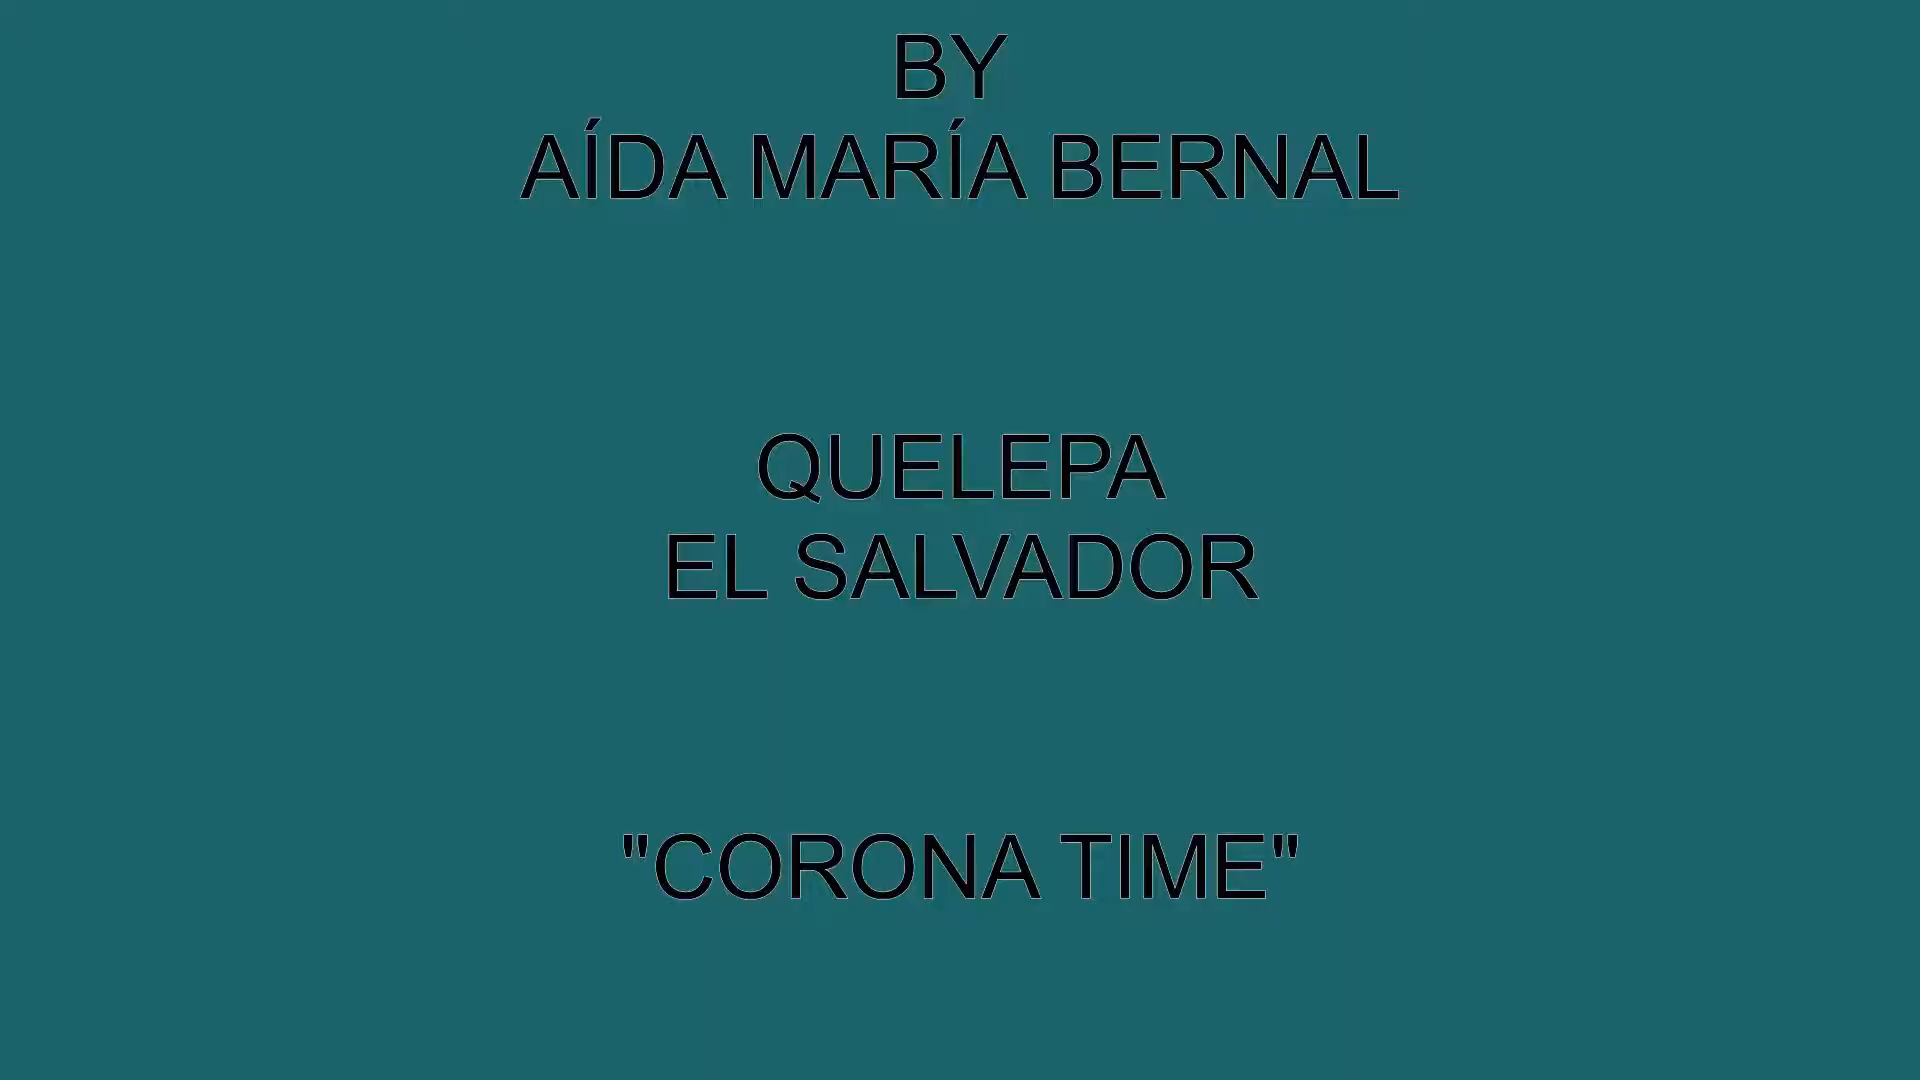 BY
AÍDA MARÍA BERNAL
QUELEPA
EL SALVADOR
"CORONA TIME"